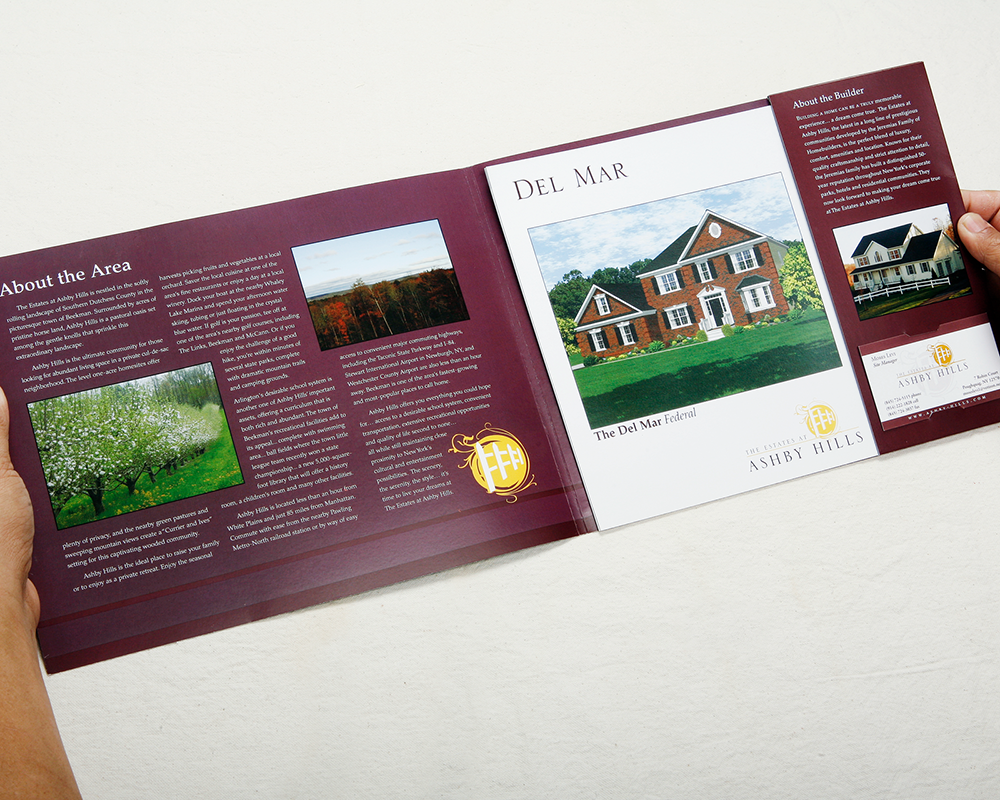 About the Area
The Estates at Ashby Hills is nestled in the softly
rolling landscape of Southern Dutchess County in the
picturesque town of Beekman. Surrounded by acres of
pristine horse land, Ashby Hills is a pastoral oasis set
among the gentle knolls that sprinkle this
extraordinary landscape.
Ashby Hills is the ultimate community for those
looking for abundant living space in a private cul-de-sac
neighborhood. The level one-acre homesites offer
plenty of privacy, and the nearby green pastures and
sweeping mountain views create a "Currier and Ives"
setting for this captivating wooded community.
Ashby Hills is the ideal place to raise your family
or to enjoy as a private retreat. Enjoy the seasonal
harvests picking fruits and vegetables at a local
orchard. Savor the local cuisine at one of the
area's fine restaurants or enjoy a day at a local
winery. Dock your boat at the nearby Whaley
Lake Marina and spend your afternoon water
skiing, tubing or just floating in the crystal
blue water. If golf is your passion, tee off at
one of the area's nearby golf courses, including
The Links, Beekman and McCann. Or if you
enjoy the challenge of a good
hike, you're within minutes of
several state parks, complete
with dramatic mountain trails
and camping grounds.
Arlington's desirable school system is
another one of Ashby Hills' important
assets, offering a curriculum that is
both rich and abundant. The town of
Beekman's recreational facilities add to
its appeal... complete with swimming
area... ball fields where the town little
league team recently won a state
championship... a new 5,000-square-
foot library that will offer a history
room, a children's room and many other facilities.
Ashby Hills is located less than an hour from
White Plains and just 85 miles from Manhattan.
Commute with ease from the nearby Pawling
Metro-North railroad station or by way of easy
access to convenient major commuting highways,
including the Taconic State Parkway and I-84.
Stewart International Airport in Newburgh, NY, and
Westchester County Airport are also less than an hour
away. Beekman is one of the area's fastest-growing
and most-popular places to call home.
Ashby Hills offers you everything you could hope
for... access to a desirable school system, convenient
transportation, extensive recreational opportunities
and quality of life second to none...
all while still maintaining close
proximity to New York's
cultural and entertainment
possibilities. The scenery,
the serenity, the style – it's
time to live your dreams at
The Estates at Ashby Hills.
DEL MAR
The Del Mar Federal
THE ESTATES AT
ASHBY HILLS
About the Builder
BUILDING A HOME CAN BE A TRULY memorable
experience... a dream come true. The Estates at
Ashby Hills, the latest in a long line of prestigious
communities developed by the Jeremias Family of
Homebuilders, is the perfect blend of luxury,
comfort, amenities and location. Known for their
quality craftsmanship and strict attention to detail,
the Jeremias family has built a distinguished 50-
year reputation throughout New York's corporate
parks, hotels and residential communities. They
now look forward to making your dream come true
at The Estates at Ashby Hills.
Site Manager
THE ESTATES AT
ASHBY HILLS
WWW.ASHBY-HILLS.COM